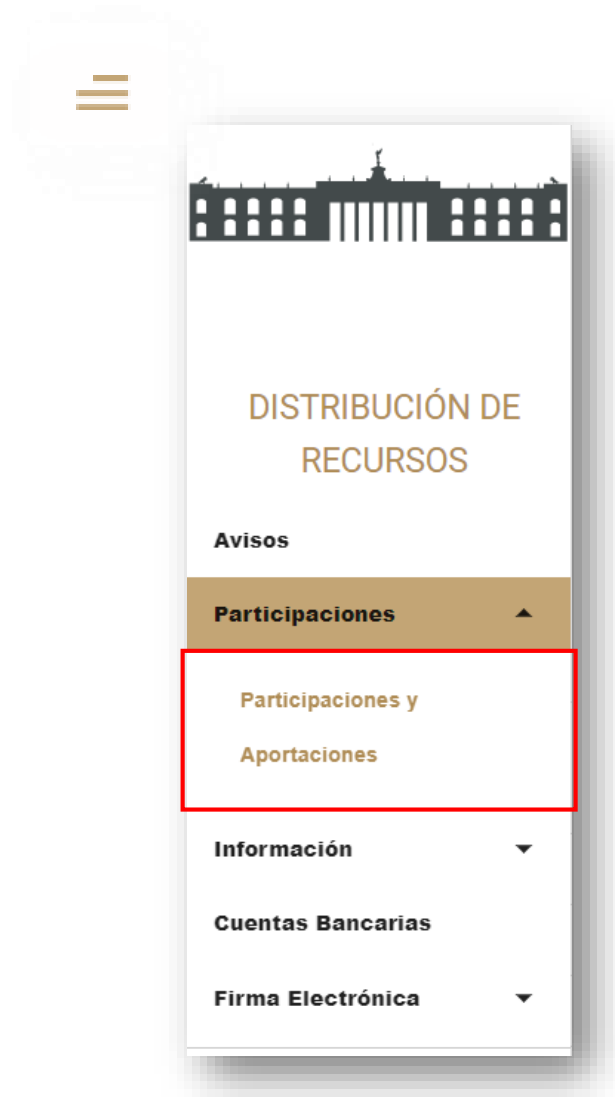 DISTRIBUCIÓN DE
RECURSOS
Avisos
Participaciones
Participaciones y
Aportaciones
Información
Cuentas Bancarias
Firma Electrónica